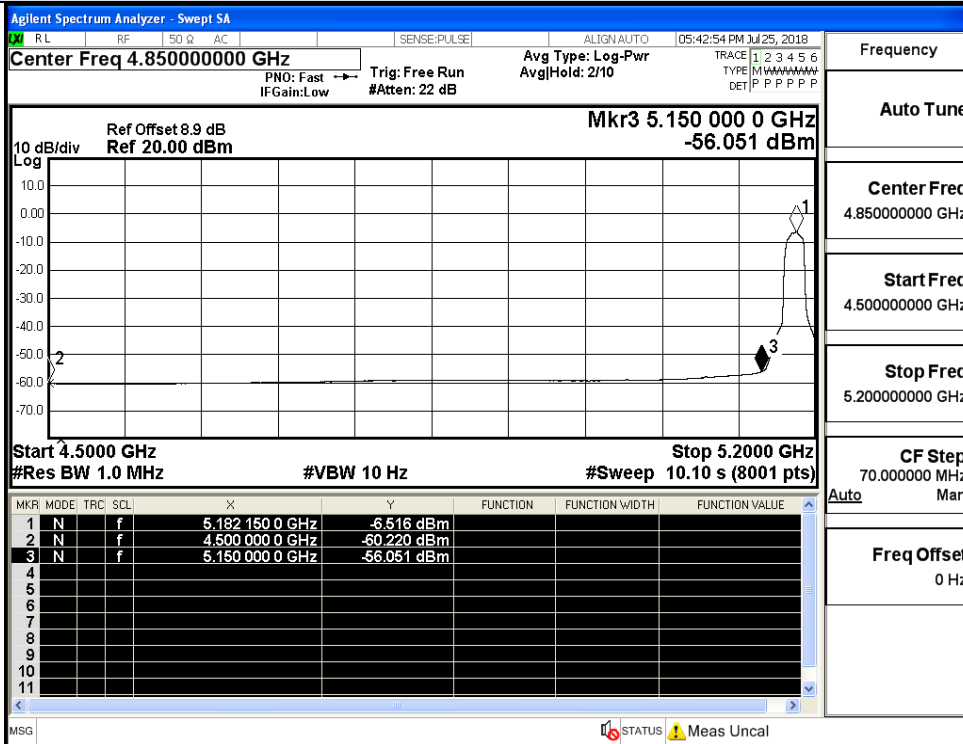 Agilent Spectrum Analyzer - Swept SA
LXI RL RF 50 Ω AC SENSE:PULSE ALIGN AUTO 05:42:54 PM Jul 25, 2018
Center Freq 4.850000000 GHz
PNO: Fast
IFGain:Low
Trig: Free Run
#Atten: 22 dB
Avg Type: Log-Pwr
Avg|Hold: 2/10
TRACE 1 2 3 4 5 6
TYPE M WWWWW
DET P P P P P P
Mkr3 5.150 000 0 GHz
-56.051 dBm
Ref Offset 8.9 dB
10 dB/div Ref 20.00 dBm
Log
10.0
0.00
-10.0
-20.0
-30.0
-40.0
-50.0
-60.0
-70.0
1
2
3
Start 4.5000 GHz Stop 5.2000 GHz
#Res BW 1.0 MHz #VBW 10 Hz #Sweep 10.10 s (8001 pts)
MKR MODE TRC SCL X Y FUNCTION FUNCTION WIDTH FUNCTION VALUE
1 N f 5.182 150 0 GHz -6.516 dBm
2 N f 4.500 000 0 GHz -60.220 dBm
3 N f 5.150 000 0 GHz -56.051 dBm
4
5
6
7
8
9
10
11
MSG STATUS Meas Uncal
Frequency
Auto Tune
Center Freq
4.850000000 GHz
Start Freq
4.500000000 GHz
Stop Freq
5.200000000 GHz
CF Step
70.000000 MHz
Auto Man
Freq Offset
0 Hz